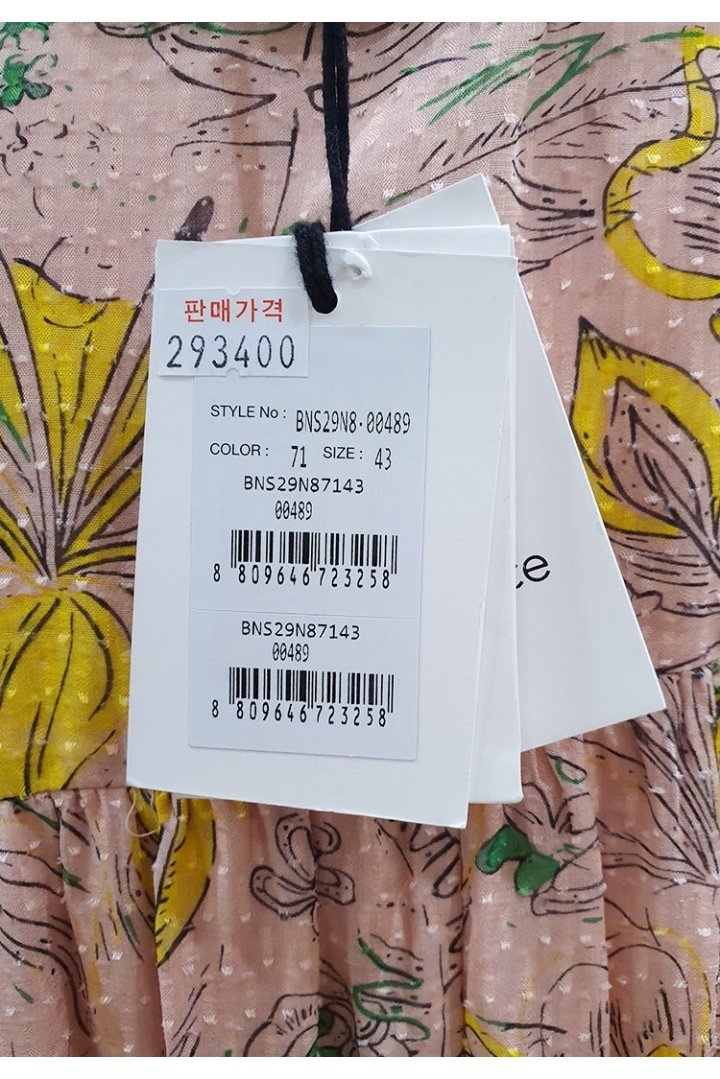 판매가격
293400
STYLE No : BNS29N8-00489
COLOR : 71 SIZE : 43
BNS29N87143
00489
8 809646 723258
BNS29N87143
00489
8 809646 723258